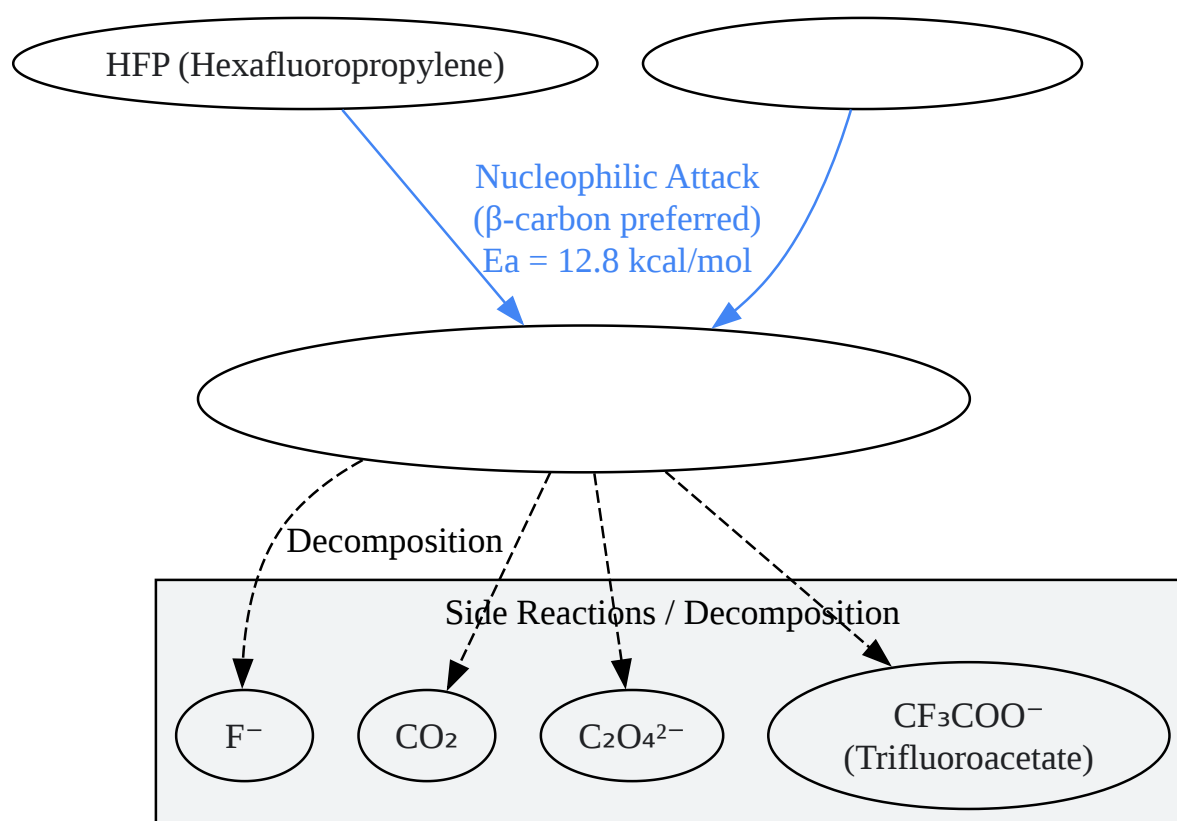 HFP (Hexafluoropropylene)
Nucleophilic Attack
(β-carbon preferred)
Ea = 12.8 kcal/mol
Decomposition
Side Reactions / Decomposition
F⁻
CO₂
C₂O₄²⁻
CF₃COO⁻
(Trifluoroacetate)